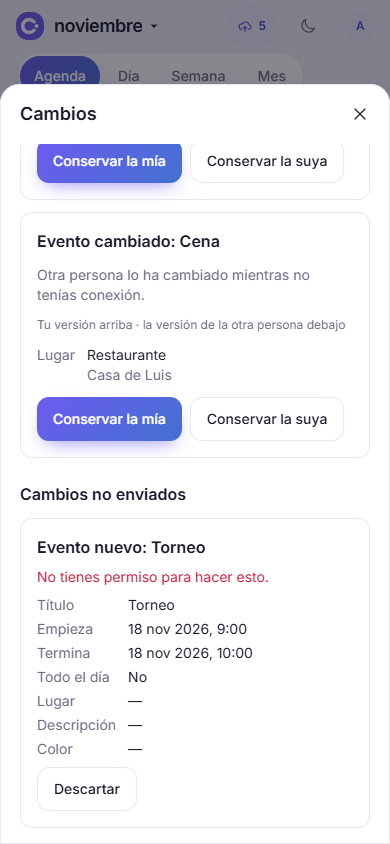 noviembre
5
A
Agenda
Día
Semana
Mes
Cambios
Conservar la mía
Conservar la suya
Evento cambiado: Cena
Otra persona lo ha cambiado mientras no
tenías conexión.
Tu versión arriba · la versión de la otra persona debajo
Lugar Restaurante
Casa de Luis
Conservar la mía
Conservar la suya
Cambios no enviados
Evento nuevo: Torneo
No tienes permiso para hacer esto.
Título Torneo
Empieza 18 nov 2026, 9:00
Termina 18 nov 2026, 10:00
Todo el día No
Lugar —
Descripción —
Color —
Descartar